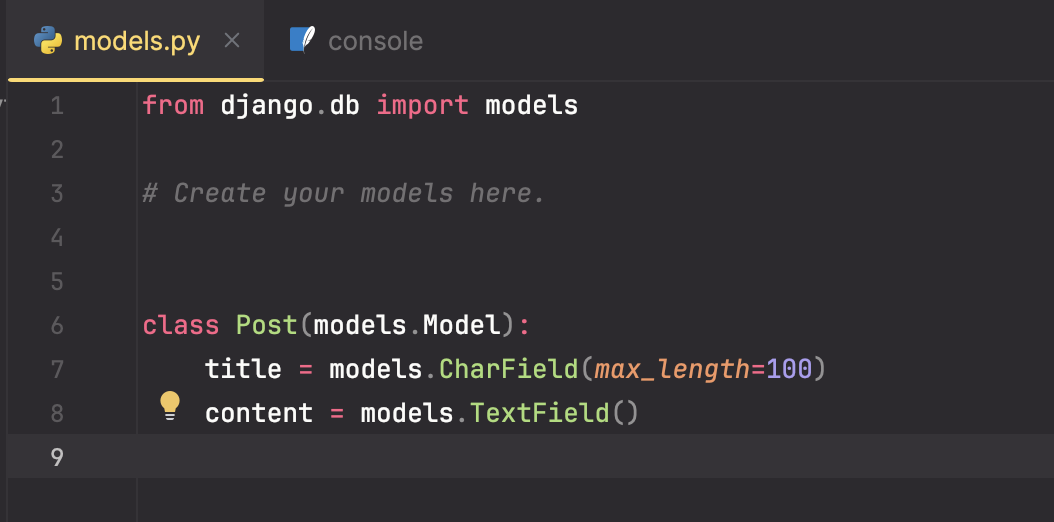 models.py
console
1 from django.db import models
2
3 # Create your models here.
4
5
6 class Post(models.Model):
7     title = models.CharField(max_length=100)
8     content = models.TextField()
9